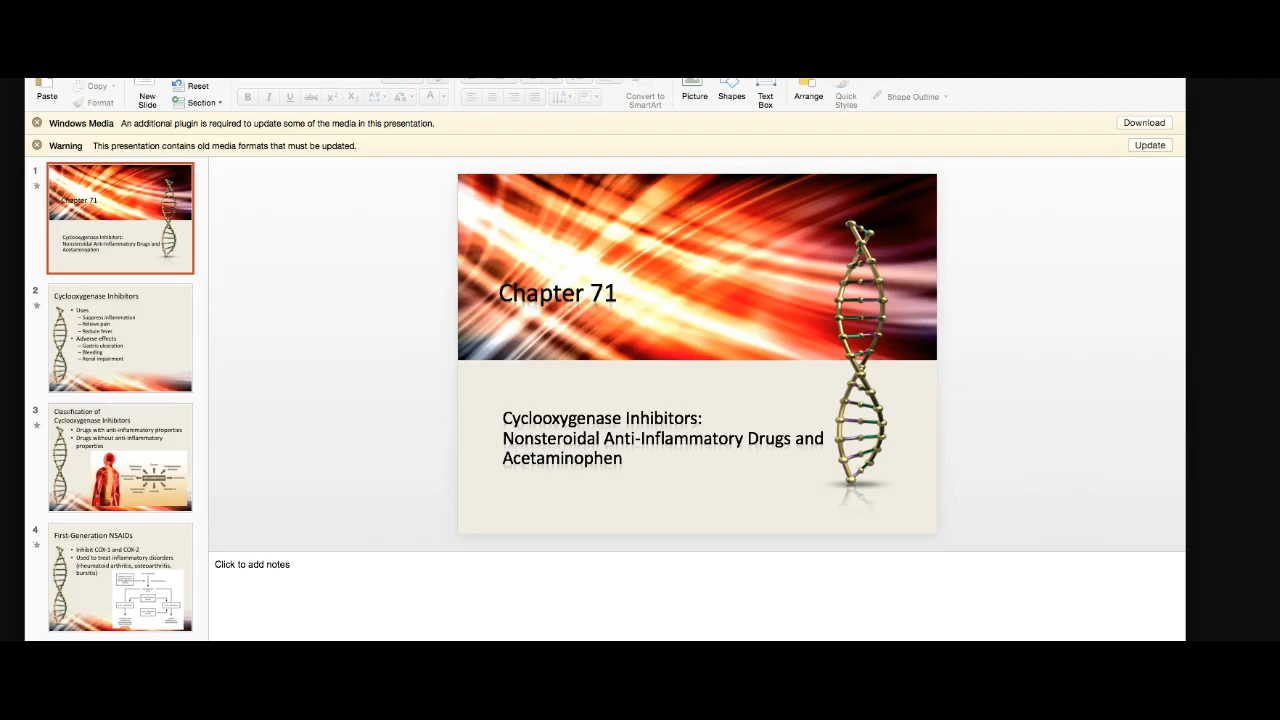 Copy
Reset
Paste
Format
New
Slide
Section
B I U abc X² X₂ AV Aa A
Convert to
SmartArt
Picture
Shapes
Text
Box
Arrange
Quick
Styles
Shape Outline
Windows Media An additional plugin is required to update some of the media in this presentation.
Download
Warning This presentation contains old media formats that must be updated.
Update
1
Chapter 71
Cyclooxygenase Inhibitors:
Nonsteroidal Anti-Inflammatory Drugs and
Acetaminophen
2
Cyclooxygenase Inhibitors
• Uses
– Suppress inflammation
– Relieve pain
– Reduce fever
• Adverse effects
– Gastric ulceration
– Bleeding
– Renal impairment
3
Classification of
Cyclooxygenase Inhibitors
• Drugs with anti-inflammatory properties
• Drugs without anti-inflammatory
properties
4
First-Generation NSAIDs
• Inhibit COX-1 and COX-2
• Used to treat inflammatory disorders
(rheumatoid arthritis, osteoarthritis,
bursitis)
Chapter 71
Cyclooxygenase Inhibitors:
Nonsteroidal Anti-Inflammatory Drugs and
Acetaminophen
Click to add notes